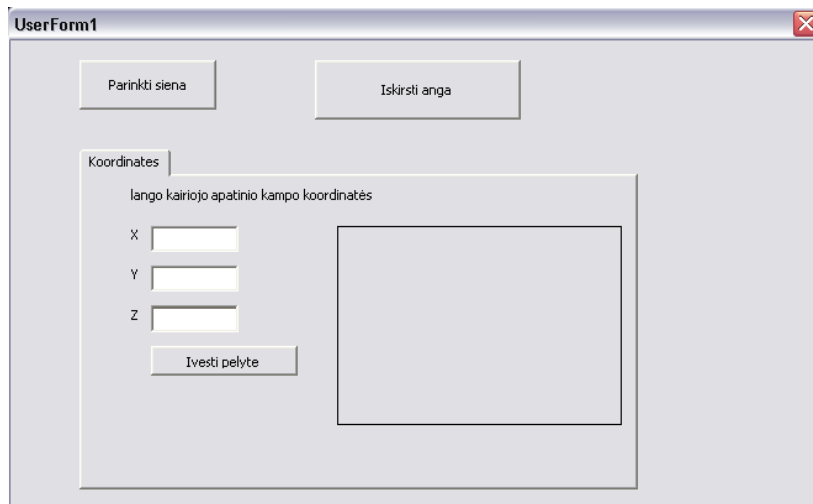 UserForm1
Parinkti siena
Iskirsti anga
Koordinates
lango kairiojo apatinio kampo koordinatės
X
Y
Z
Ivesti pelyte